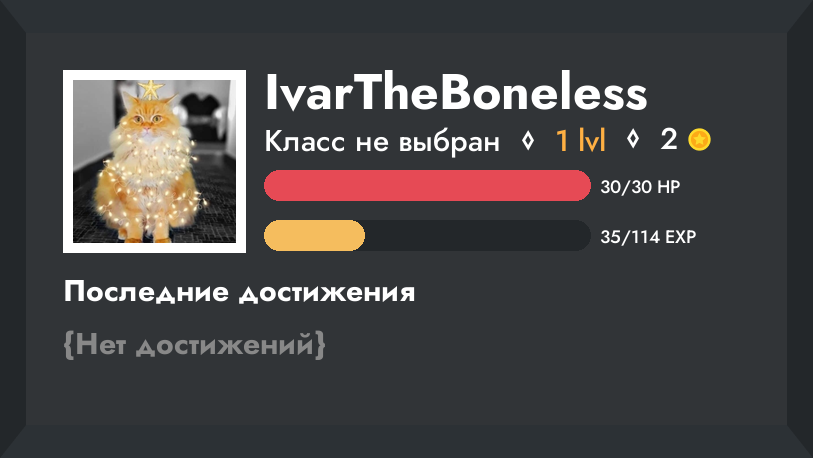 IvarTheBoneless
Класс не выбран ◊ 1 lvl ◊ 2
30/30 HP
35/114 EXP
Последние достижения
{Нет достижений}